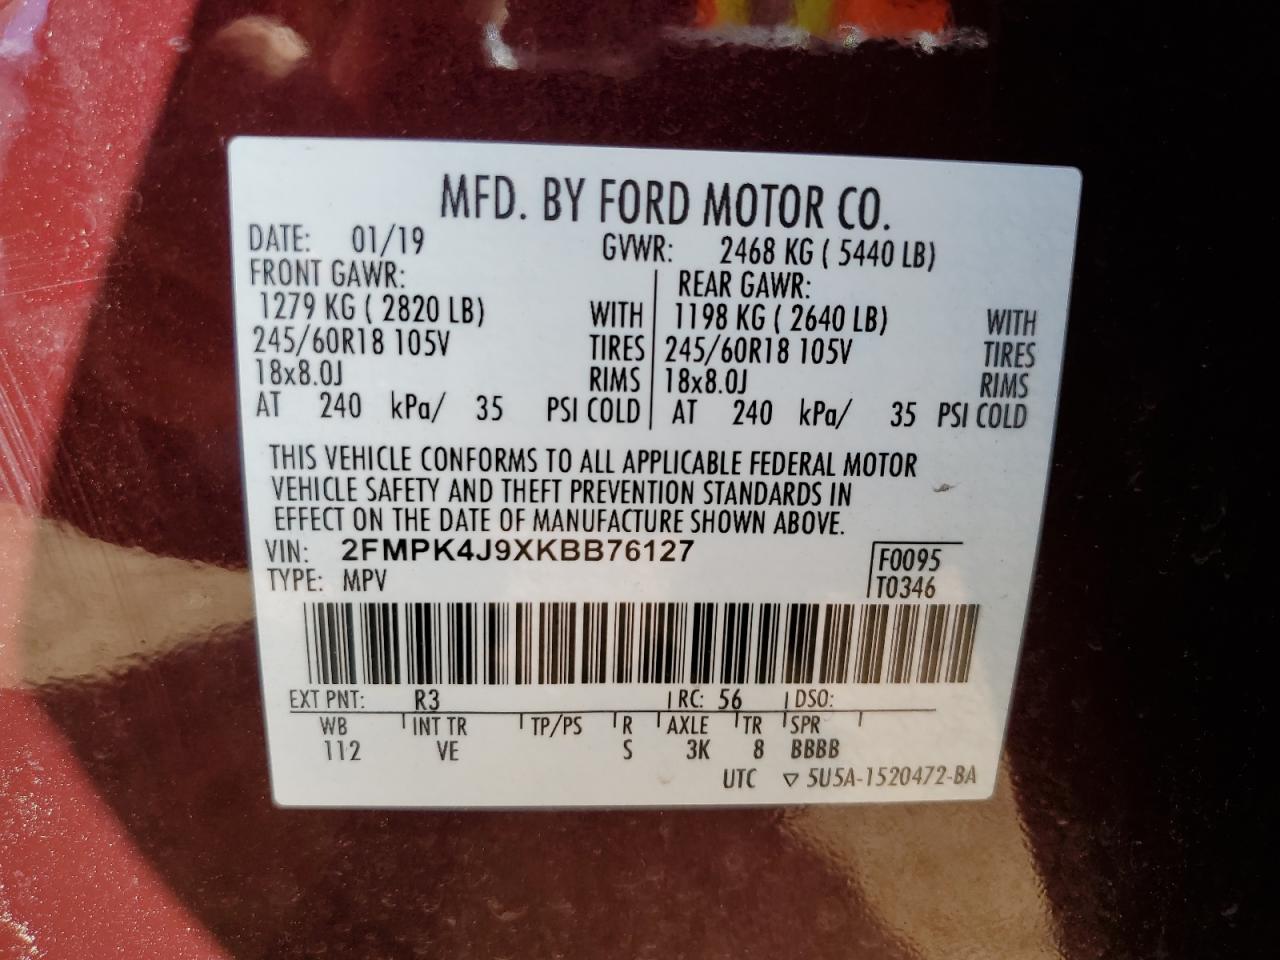 MFD. BY FORD MOTOR CO.
DATE: 01/19 GVWR: 2468 KG ( 5440 LB)
FRONT GAWR: REAR GAWR:
1279 KG ( 2820 LB) WITH 1198 KG ( 2640 LB) WITH
245/60R18 105V TIRES 245/60R18 105V TIRES
18x8.0J RIMS 18x8.0J RIMS
AT 240 kPa/ 35 PSI COLD AT 240 kPa/ 35 PSI COLD
THIS VEHICLE CONFORMS TO ALL APPLICABLE FEDERAL MOTOR
VEHICLE SAFETY AND THEFT PREVENTION STANDARDS IN
EFFECT ON THE DATE OF MANUFACTURE SHOWN ABOVE.
VIN: 2FMPK4J9XKBB76127 F0095
TYPE: MPV T0346
EXT PNT: R3 RC: 56 DSO:
WB INT TR TP/PS R AXLE TR SPR
112 VE S 3K 8 BBBB
UTC ▽ 5U5A-1520472-BA